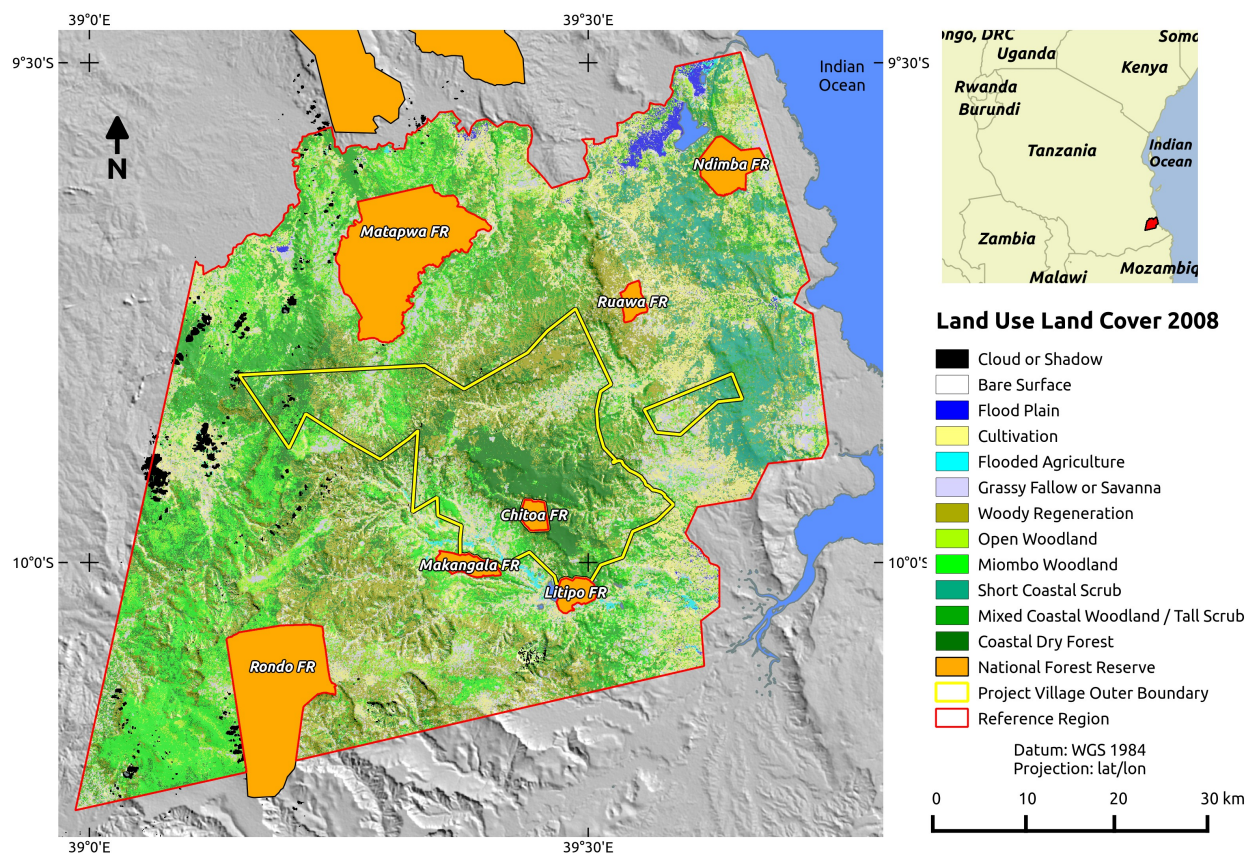 39°0'E
39°30'E
9°30'S
9°30'S
Indian
Ocean
N
Ndimba FR
Matapwa FR
Ruawa FR
Chitoa FR
Makangala FR
Litipo FR
Rondo FR
10°0'S
10°0'S
39°0'E
39°30'E
ongo, DRC
Soma
Uganda
Kenya
Rwanda
Burundi
Tanzania
Indian
Ocean
Zambia
Malawi
Mozambiq
Land Use Land Cover 2008
Cloud or Shadow
Bare Surface
Flood Plain
Cultivation
Flooded Agriculture
Grassy Fallow or Savanna
Woody Regeneration
Open Woodland
Miombo Woodland
Short Coastal Scrub
Mixed Coastal Woodland / Tall Scrub
Coastal Dry Forest
National Forest Reserve
Project Village Outer Boundary
Reference Region
Datum: WGS 1984
Projection: lat/lon
0 10 20 30 km